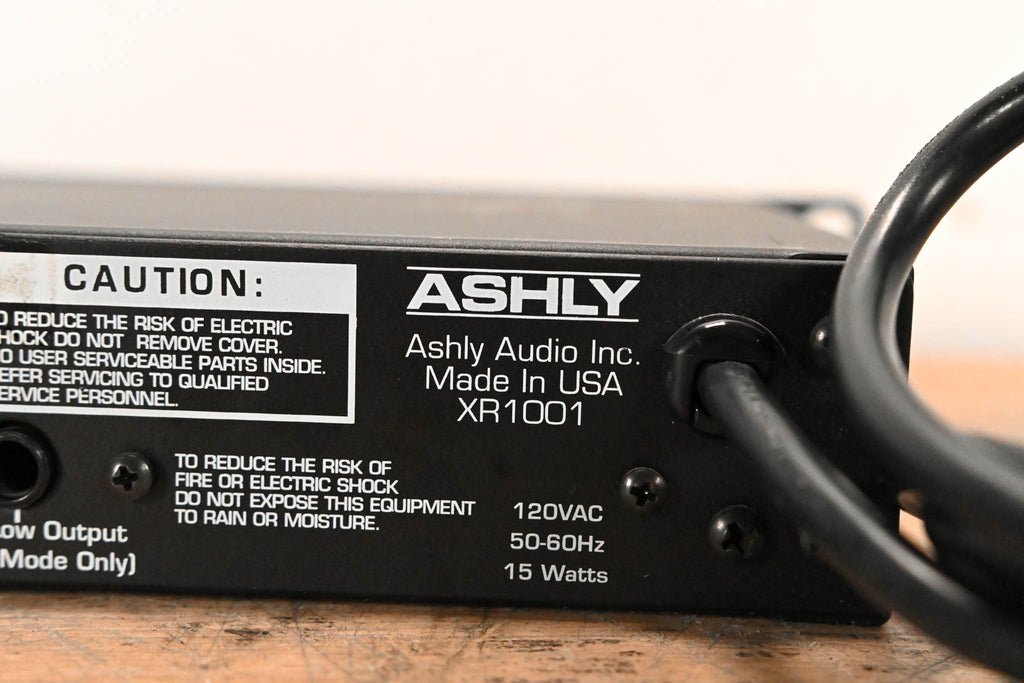 CAUTION:
O REDUCE THE RISK OF ELECTRIC
HOCK DO NOT REMOVE COVER.
O USER SERVICEABLE PARTS INSIDE.
EFER SERVICING TO QUALIFIED
ERVICE PERSONNEL.
ASHLY
Ashly Audio Inc.
Made In USA
XR1001
TO REDUCE THE RISK OF
FIRE OR ELECTRIC SHOCK
DO NOT EXPOSE THIS EQUIPMENT
TO RAIN OR MOISTURE.
ow Output
Mode Only)
120VAC
50-60Hz
15 Watts